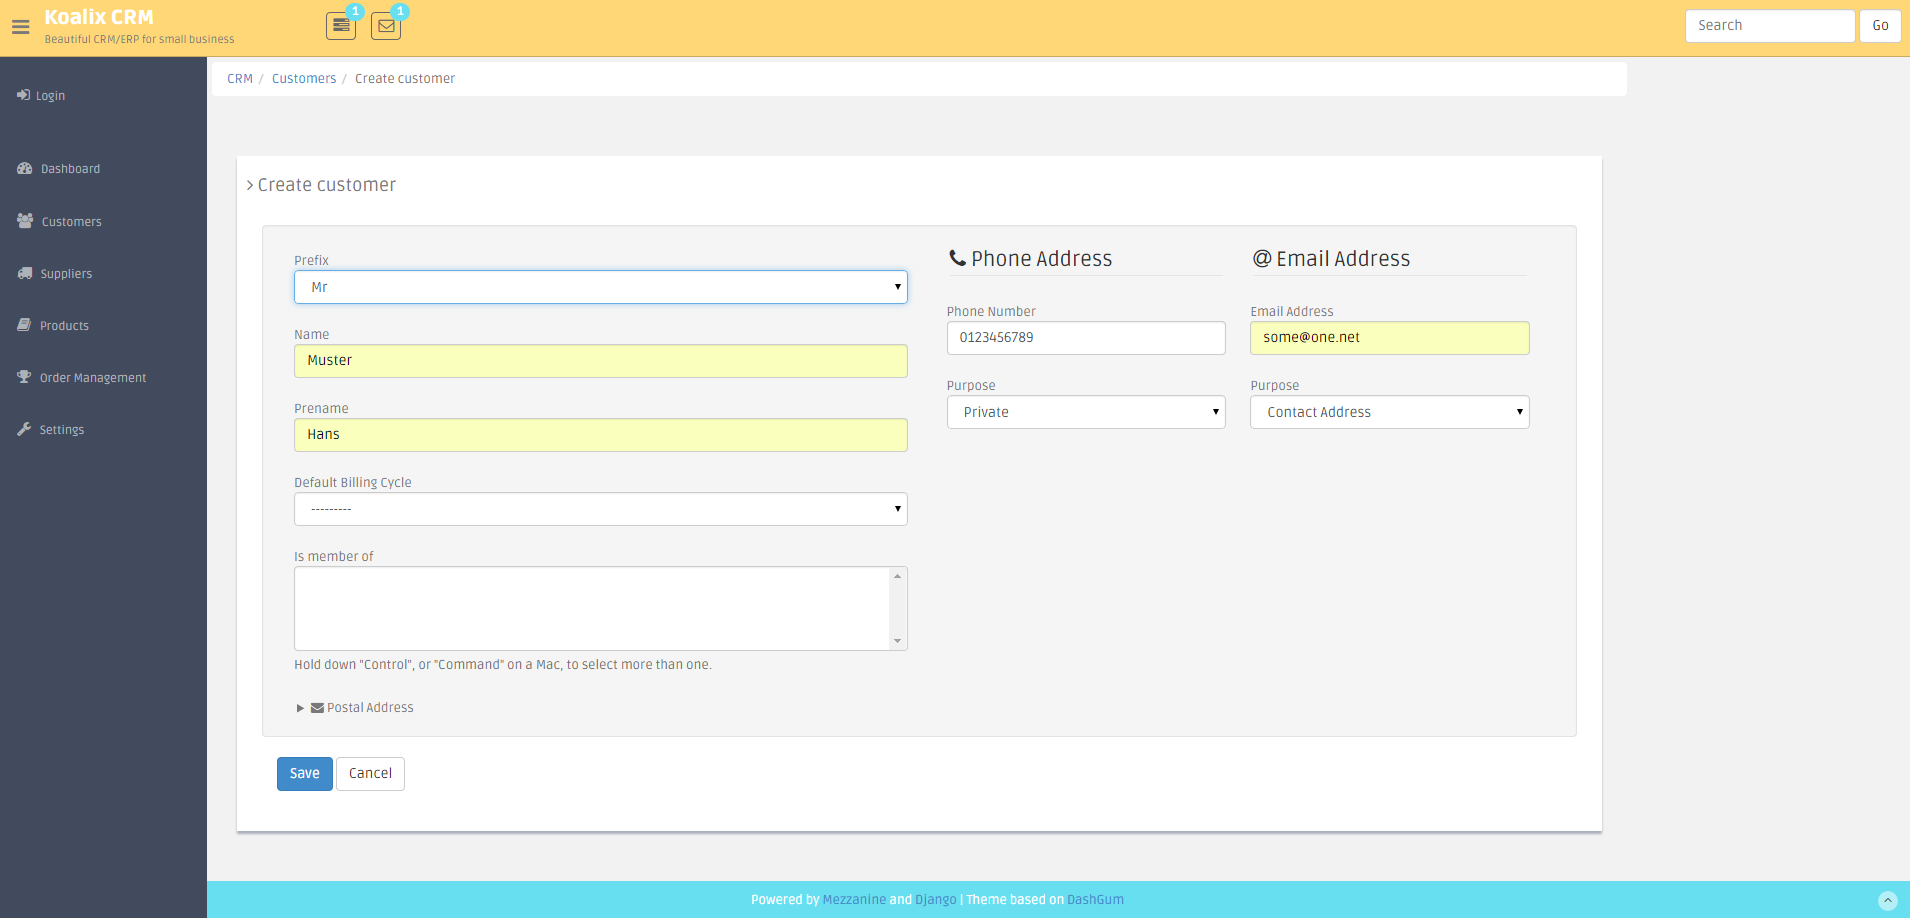 Koalix CRM
Beautiful CRM/ERP for small business
1
1
Search
Go
Login
Dashboard
Customers
Suppliers
Products
Order Management
Settings
CRM / Customers / Create customer
Create customer
Prefix
Mr
Name
Muster
Prename
Hans
Default Billing Cycle
---------
Is member of
Hold down "Control", or "Command" on a Mac, to select more than one.
Postal Address
Phone Address
Phone Number
0123456789
Purpose
Private
@ Email Address
Email Address
some@one.net
Purpose
Contact Address
Save
Cancel
Powered by Mezzanine and Django | Theme based on DashGum